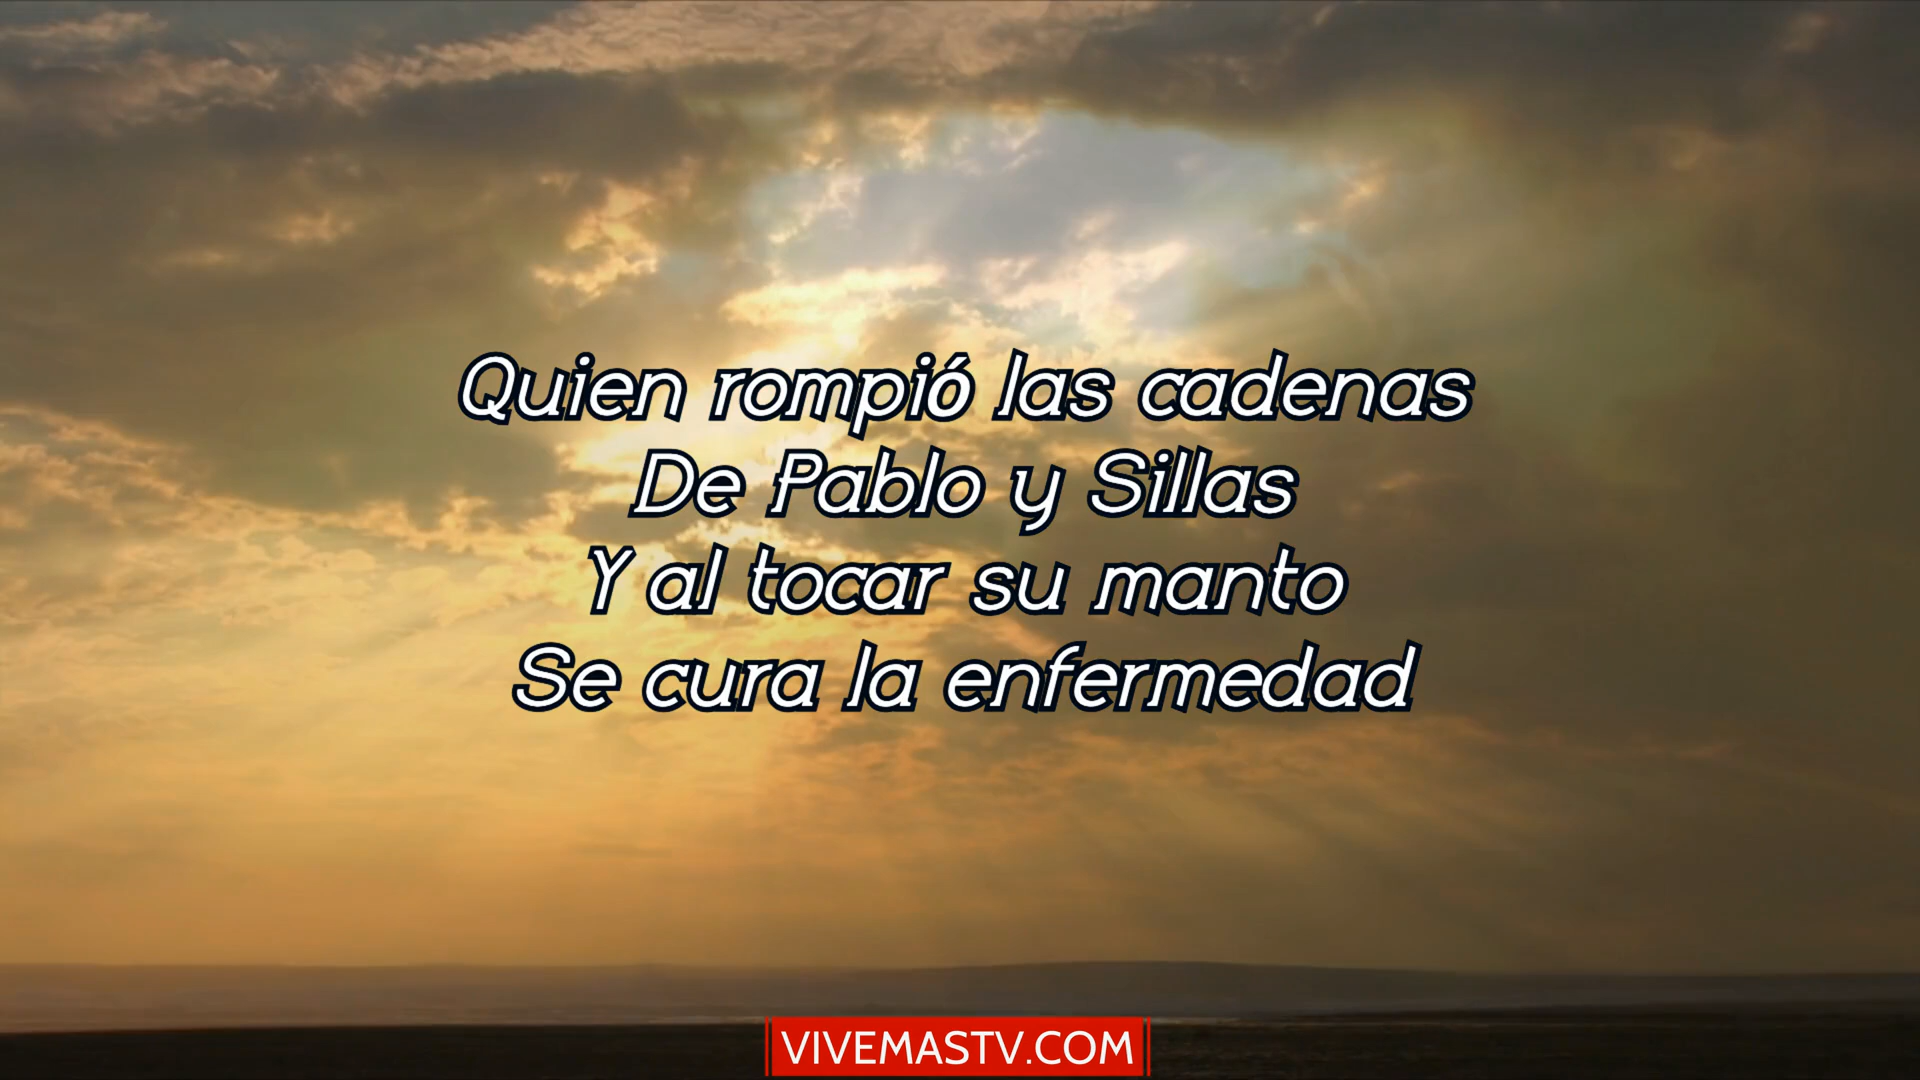 Quien rompió las cadenas
De Pablo y Sillas
Y al tocar su manto
Se cura la enfermedad
VIVEMASTV.COM